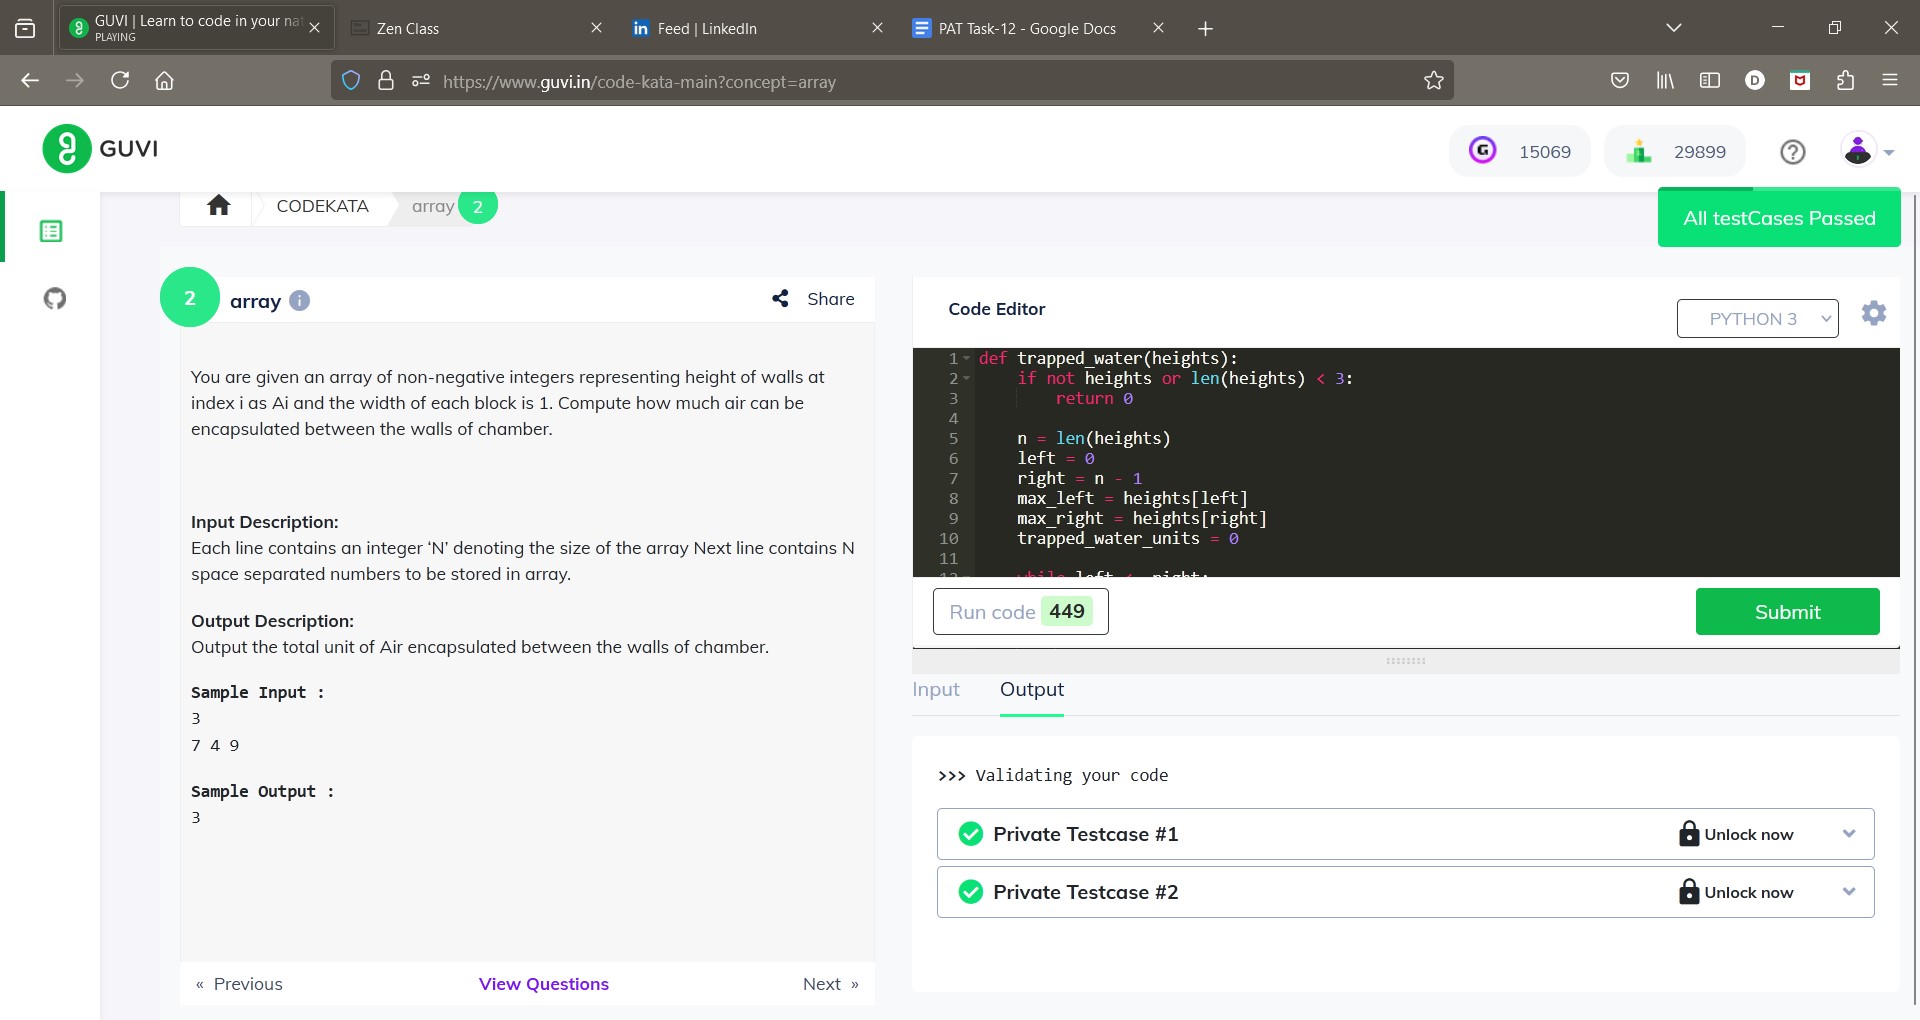 GUVI | Learn to code in your nat
PLAYING
Zen Class
in Feed | LinkedIn
PAT Task-12 - Google Docs
https://www.guvi.in/code-kata-main?concept=array
D
GUVI
G 15069
29899
CODEKATA
array 2
All testCases Passed
2 array i
Share
You are given an array of non-negative integers representing height of walls at
index i as Ai and the width of each block is 1. Compute how much air can be
encapsulated between the walls of chamber.
Input Description:
Each line contains an integer ‘N’ denoting the size of the array Next line contains N
space separated numbers to be stored in array.
Output Description:
Output the total unit of Air encapsulated between the walls of chamber.
Sample Input :
3
7 4 9
Sample Output :
3
« Previous
View Questions
Next »
Code Editor
PYTHON 3
1 def trapped_water(heights):
2 if not heights or len(heights) < 3:
3 return 0
4
5 n = len(heights)
6 left = 0
7 right = n - 1
8 max_left = heights[left]
9 max_right = heights[right]
10 trapped_water_units = 0
11
Run code 449
Submit
Input
Output
>>> Validating your code
Private Testcase #1
Unlock now
Private Testcase #2
Unlock now